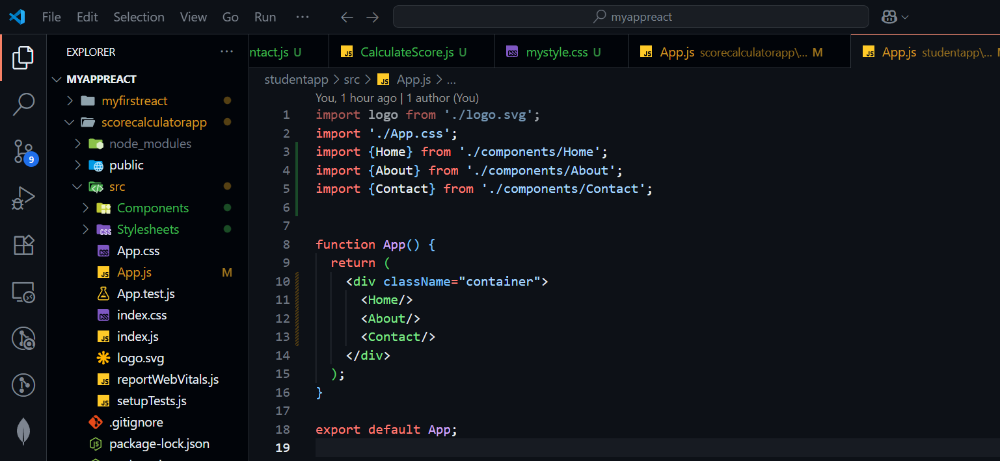 File Edit Selection View Go Run ··· ← → myappreact
EXPLORER ···
ntact.js U CalculateScore.js U mystyle.css U App.js scorecalculatorapp\... M App.js studentapp\...
MYAPPREACT
myfirstreact
scorecalculatorapp
node_modules
public
src
Components
Stylesheets
App.css
App.js M
App.test.js
index.css
index.js
logo.svg
reportWebVitals.js
setupTests.js
.gitignore
package-lock.json
9
studentapp > src > JS App.js > ...
You, 1 hour ago | 1 author (You)
1 import logo from './logo.svg';
2 import './App.css';
3 import {Home} from './components/Home';
4 import {About} from './components/About';
5 import {Contact} from './components/Contact';
6
7
8 function App() {
9 return (
10 <div className="container">
11 <Home/>
12 <About/>
13 <Contact/>
14 </div>
15 );
16 }
17
18 export default App;
19